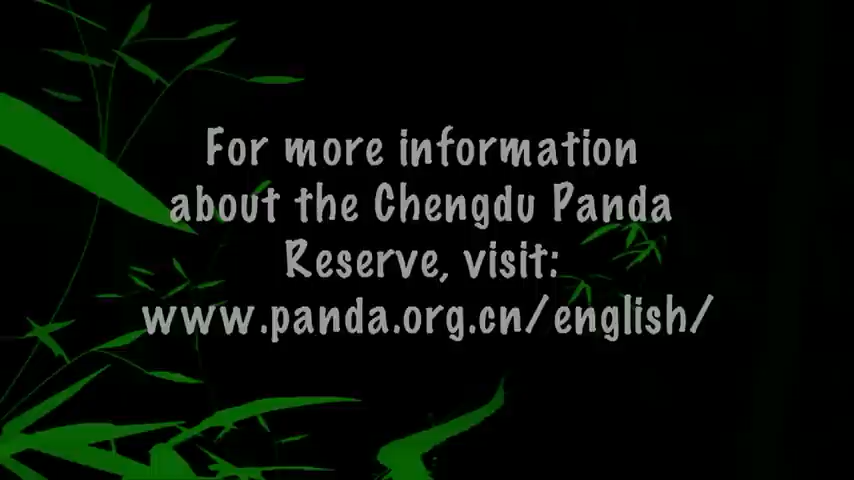 For more information
about the Chengdu Panda
Reserve, visit:
www.panda.org.cn/english/